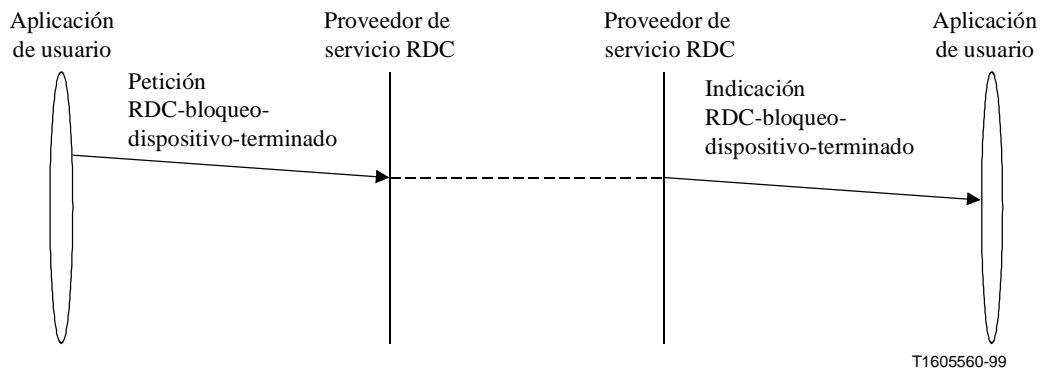 Aplicación
de usuario
Proveedor de
servicio RDC
Proveedor de
servicio RDC
Aplicación
de usuario
Petición
RDC-bloqueo-
dispositivo-terminado
Indicación
RDC-bloqueo-
dispositivo-terminado
T1605560-99